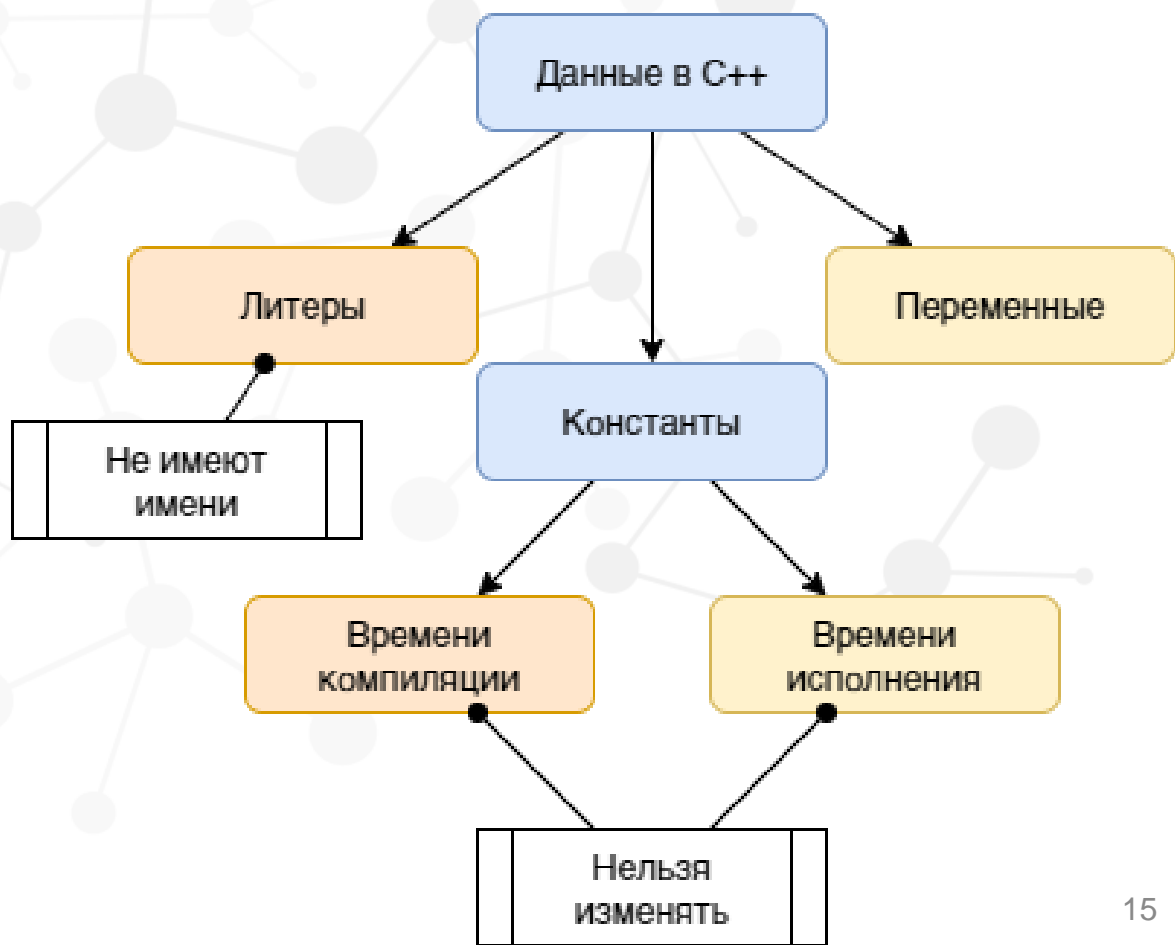 Данные в C++
Литеры
Переменные
Константы
Не имеют
имени
Времени
компиляции
Времени
исполнения
Нельзя
изменять
15